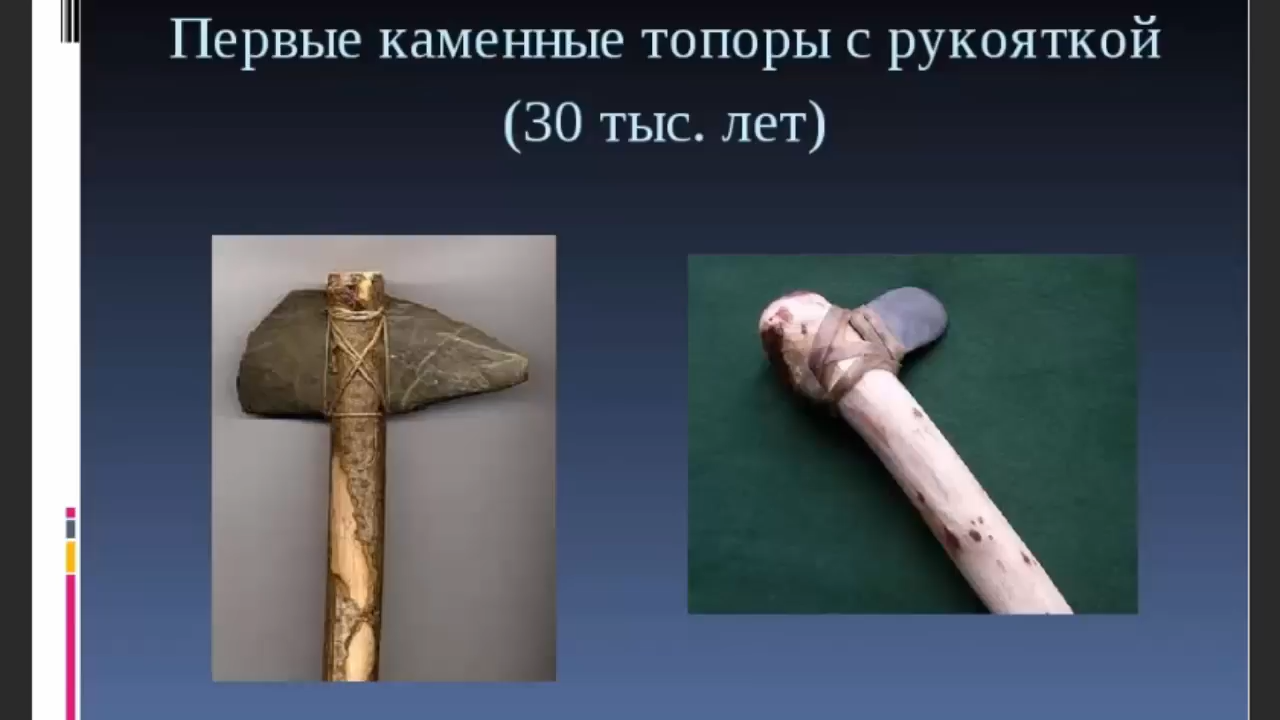 Первые каменные топоры с рукояткой
(30 тыс. лет)